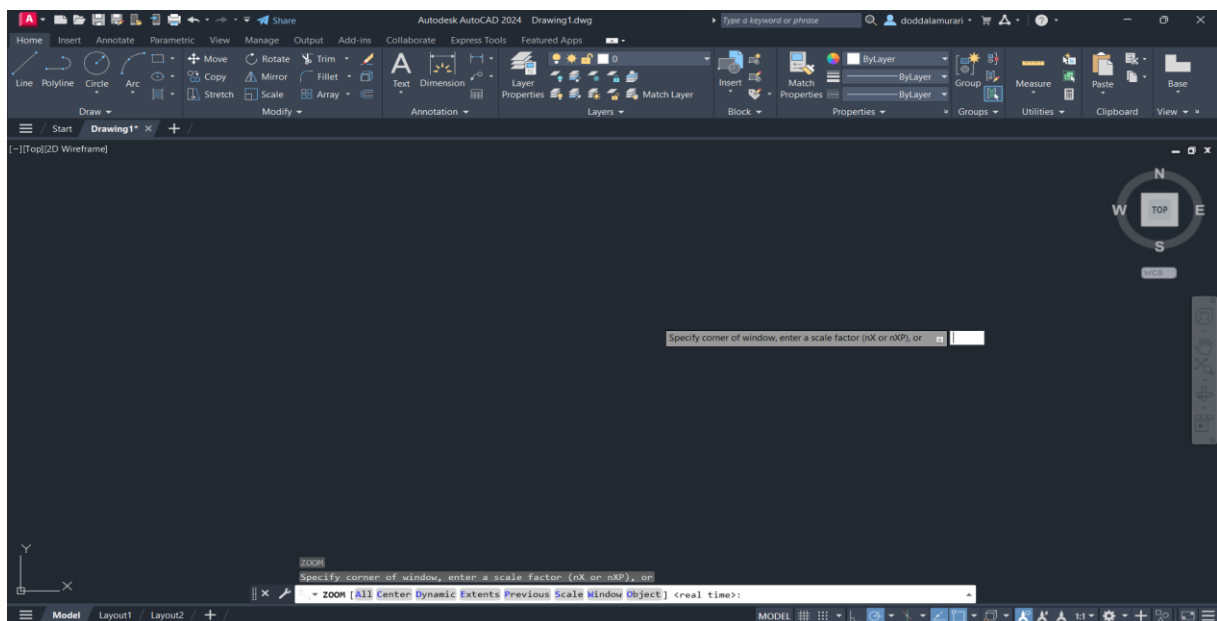 A Share Autodesk AutoCAD 2024 Drawing1.dwg Type a keyword or phrase doddalamurari
Home Insert Annotate Parametric View Manage Output Add-ins Collaborate Express Tools Featured Apps
Line Polyline Circle Arc
Move Rotate Trim
Copy Mirror Fillet
Stretch Scale Array
Text Dimension
Layer Properties
0
Match Layer
Insert
Match Properties
ByLayer
ByLayer
ByLayer
Group
Measure
Paste
Base
Draw Modify Annotation Layers Block Properties Groups Utilities Clipboard View
Start Drawing1*
[−][Top][2D Wireframe]
N
W TOP E
S
WCS
Specify corner of window, enter a scale factor (nX or nXP), or
Y
X
ZOOM
Specify corner of window, enter a scale factor (nX or nXP), or
ZOOM [All Center Dynamic Extents Previous Scale Window Object] <real time>:
Model Layout1 Layout2 MODEL 1:1